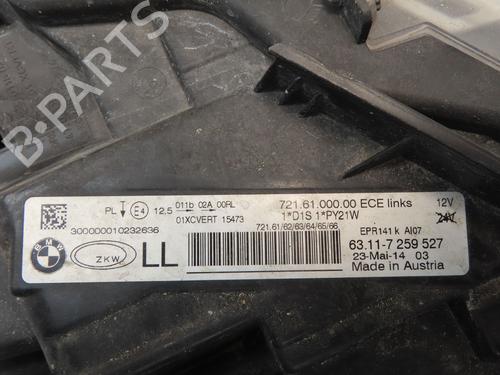 B-PARTS
PL E4 12,5 011b 02A 00RL
01XCVERT 15473
300000010232636
BMW
ZKW
LL
721.61.000.00 ECE links 12V
1*D1S 1*PY21W 24V
721.61/62/63/64/65/66
EPR141 k AI07
63.11-7 259 527
23-Mai-14 03
Made in Austria